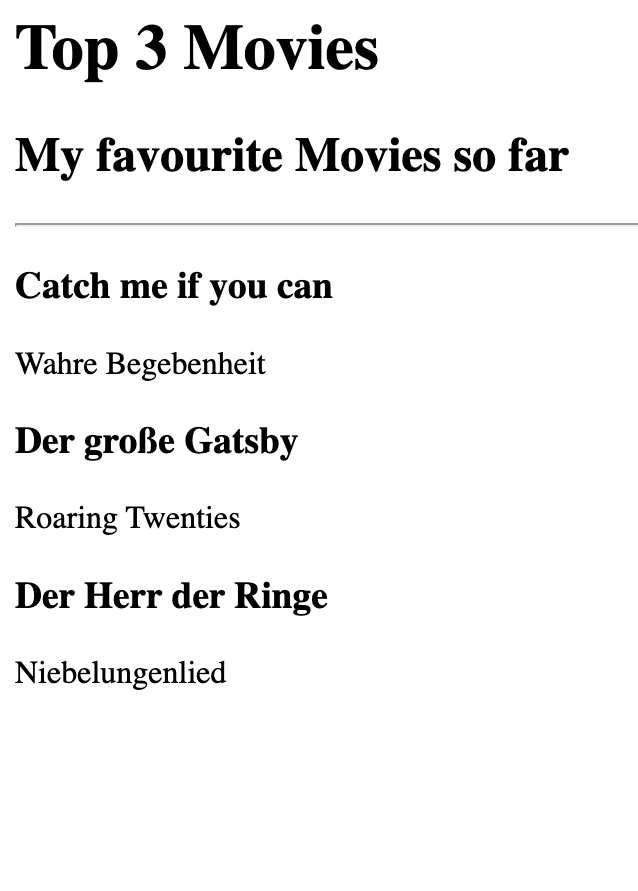 Top 3 Movies
My favourite Movies so far
Catch me if you can
Wahre Begebenheit
Der große Gatsby
Roaring Twenties
Der Herr der Ringe
Niebelungenlied